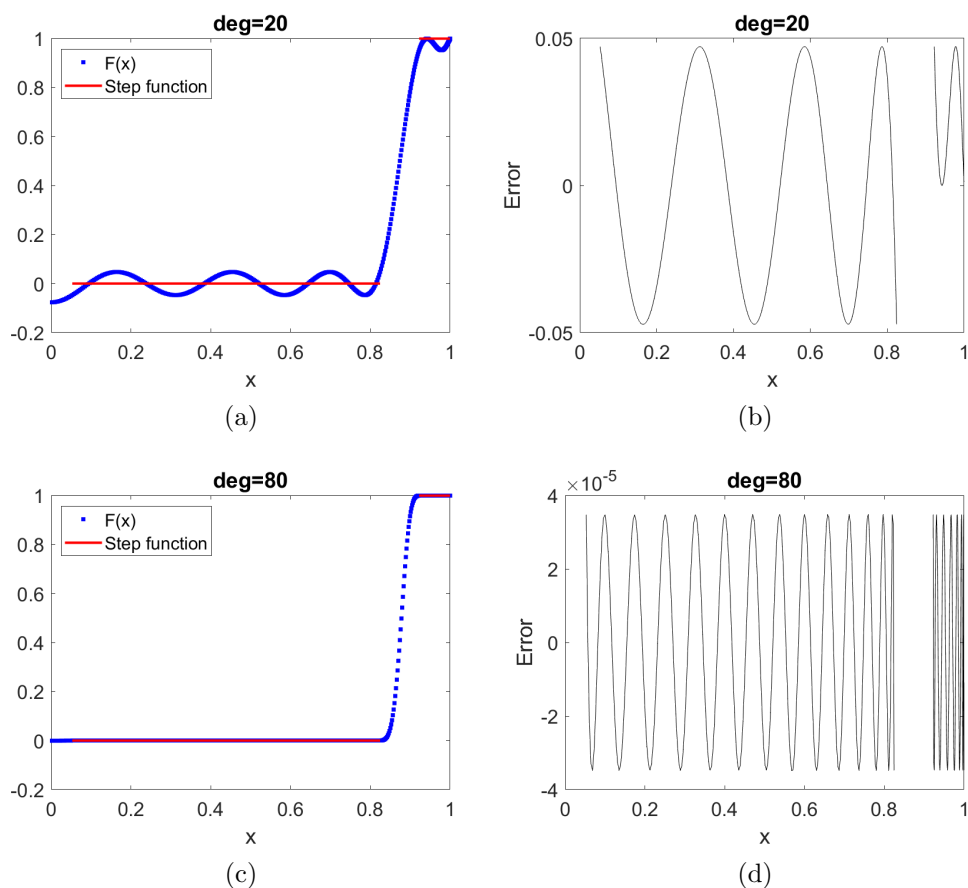 deg=20
1
0.8
0.6
0.4
0.2
0
-0.2
F(x)
Step function
0 0.2 0.4 0.6 0.8 1
x
(a)
deg=20
0.05
0
-0.05
Error
0 0.2 0.4 0.6 0.8 1
x
(b)
deg=80
1
0.8
0.6
0.4
0.2
0
-0.2
F(x)
Step function
0 0.2 0.4 0.6 0.8 1
x
(c)
deg=80
×10⁻⁵
4
2
0
-2
-4
Error
0 0.2 0.4 0.6 0.8 1
x
(d)